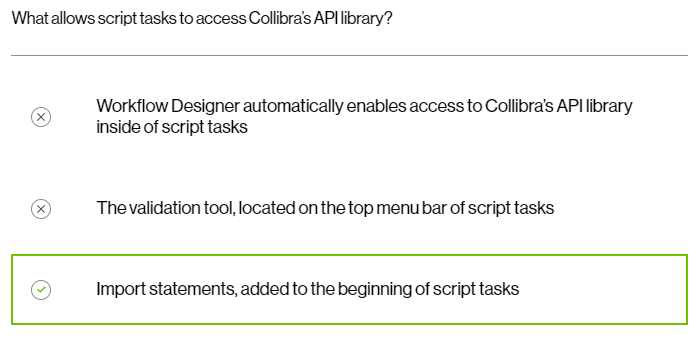 What allows script tasks to access Collibra's API library?
Workflow Designer automatically enables access to Collibra's API library
inside of script tasks
The validation tool, located on the top menu bar of script tasks
Import statements, added to the beginning of script tasks